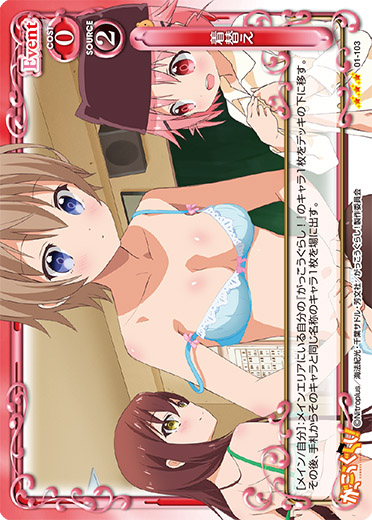 Event
COST
0
SOURCE
2
着替え
01-103
[メイン/自分]:メインエリアにいる自分の『がっこうぐらし!』のキャラ1枚をデッキの下に移す。
その後、手札からそのキャラと同じ名称のキャラ1枚を場に出す。
がっこうぐらし!
©Nitroplus/海法紀光・千葉サドル・芳文社/がっこうぐらし!製作委員会